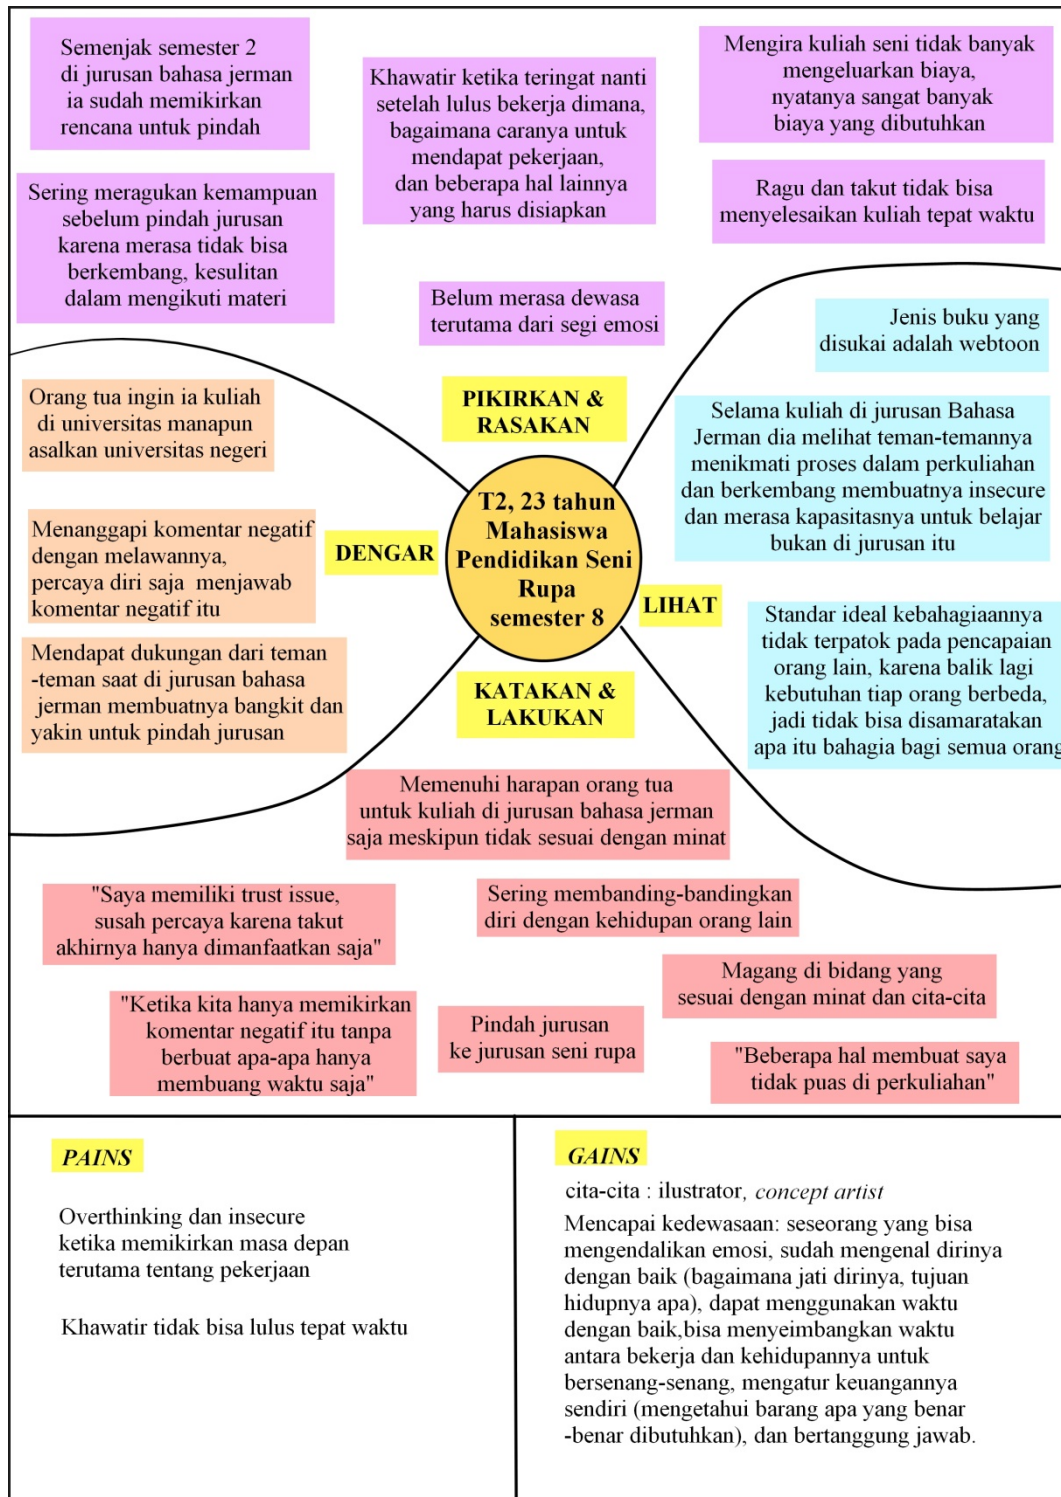 Semenjak semester 2
di jurusan bahasa jerman
ia sudah memikirkan
rencana untuk pindah
Khawatir ketika teringat nanti
setelah lulus bekerja dimana,
bagaimana caranya untuk
mendapat pekerjaan,
dan beberapa hal lainnya
yang harus disiapkan
Mengira kuliah seni tidak banyak
mengeluarkan biaya,
nyatanya sangat banyak
biaya yang dibutuhkan
Sering meragukan kemampuan
sebelum pindah jurusan
karena merasa tidak bisa
berkembang, kesulitan
dalam mengikuti materi
Ragu dan takut tidak bisa
menyelesaikan kuliah tepat waktu
Belum merasa dewasa
terutama dari segi emosi
PIKIRKAN &
RASAKAN
Orang tua ingin ia kuliah
di universitas manapun
asalkan universitas negeri
Menanggapi komentar negatif
dengan melawannya,
percaya diri saja menjawab
komentar negatif itu
Mendapat dukungan dari teman
-teman saat di jurusan bahasa
jerman membuatnya bangkit dan
yakin untuk pindah jurusan
DENGAR
T2, 23 tahun
Mahasiswa
Pendidikan Seni
Rupa
semester 8
LIHAT
Jenis buku yang
disukai adalah webtoon
Selama kuliah di jurusan Bahasa
Jerman dia melihat teman-temannya
menikmati proses dalam perkuliahan
dan berkembang membuatnya insecure
dan merasa kapasitasnya untuk belajar
bukan di jurusan itu
Standar ideal kebahagiaannya
tidak terpatok pada pencapaian
orang lain, karena balik lagi
kebutuhan tiap orang berbeda,
jadi tidak bisa disamaratakan
apa itu bahagia bagi semua orang
KATAKAN &
LAKUKAN
Memenuhi harapan orang tua
untuk kuliah di jurusan bahasa jerman
saja meskipun tidak sesuai dengan minat
"Saya memiliki trust issue,
susah percaya karena takut
akhirnya hanya dimanfaatkan saja"
Sering membanding-bandingkan
diri dengan kehidupan orang lain
Magang di bidang yang
sesuai dengan minat dan cita-cita
"Ketika kita hanya memikirkan
komentar negatif itu tanpa
berbuat apa-apa hanya
membuang waktu saja"
Pindah jurusan
ke jurusan seni rupa
"Beberapa hal membuat saya
tidak puas di perkuliahan"
PAINS
Overthinking dan insecure
ketika memikirkan masa depan
terutama tentang pekerjaan
Khawatir tidak bisa lulus tepat waktu
GAINS
cita-cita : ilustrator, concept artist
Mencapai kedewasaan: seseorang yang bisa
mengendalikan emosi, sudah mengenal dirinya
dengan baik (bagaimana jati dirinya, tujuan
hidupnya apa), dapat menggunakan waktu
dengan baik,bisa menyeimbangkan waktu
antara bekerja dan kehidupannya untuk
bersenang-senang, mengatur keuangannya
sendiri (mengetahui barang apa yang benar
-benar dibutuhkan), dan bertanggung jawab.